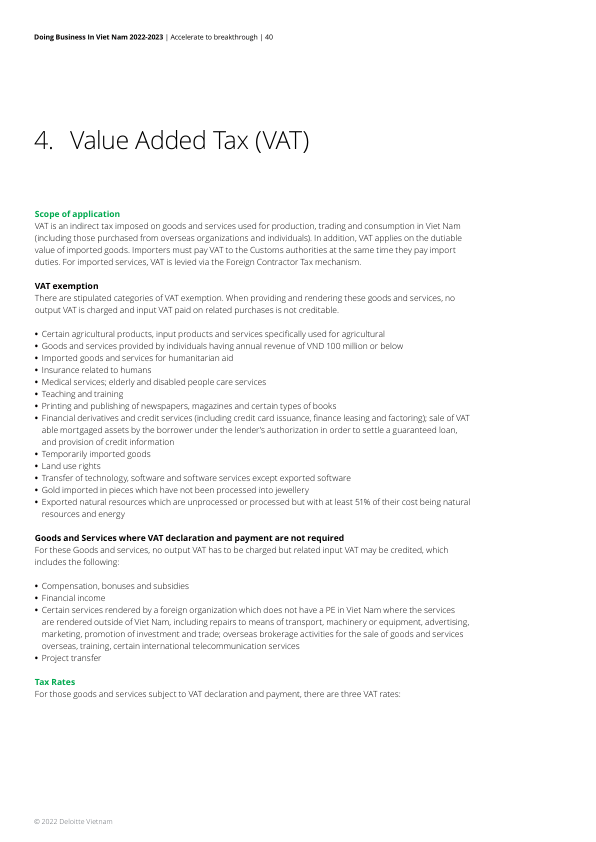 Doing Business In Viet Nam 2022-2023 | Accelerate to breakthrough | 40
4. Value Added Tax (VAT)
Scope of application
VAT is an indirect tax imposed on goods and services used for production, trading and consumption in Viet Nam
(including those purchased from overseas organizations and individuals). In addition, VAT applies on the dutiable
value of imported goods. Importers must pay VAT to the Customs authorities at the same time they pay import
duties. For imported services, VAT is levied via the Foreign Contractor Tax mechanism.
VAT exemption
There are stipulated categories of VAT exemption. When providing and rendering these goods and services, no
output VAT is charged and input VAT paid on related purchases is not creditable.
• Certain agricultural products, input products and services specifically used for agricultural
• Goods and services provided by individuals having annual revenue of VND 100 million or below
• Imported goods and services for humanitarian aid
• Insurance related to humans
• Medical services; elderly and disabled people care services
• Teaching and training
• Printing and publishing of newspapers, magazines and certain types of books
• Financial derivatives and credit services (including credit card issuance, finance leasing and factoring); sale of VAT
able mortgaged assets by the borrower under the lender's authorization in order to settle a guaranteed loan,
and provision of credit information
• Temporarily imported goods
• Land use rights
• Transfer of technology, software and software services except exported software
• Gold imported in pieces which have not been processed into jewellery
• Exported natural resources which are unprocessed or processed but with at least 51% of their cost being natural
resources and energy
Goods and Services where VAT declaration and payment are not required
For these Goods and services, no output VAT has to be charged but related input VAT may be credited, which
includes the following:
• Compensation, bonuses and subsidies
• Financial income
• Certain services rendered by a foreign organization which does not have a PE in Viet Nam where the services
are rendered outside of Viet Nam, including repairs to means of transport, machinery or equipment, advertising,
marketing, promotion of investment and trade; overseas brokerage activities for the sale of goods and services
overseas, training, certain international telecommunication services
• Project transfer
Tax Rates
For those goods and services subject to VAT declaration and payment, there are three VAT rates:
© 2022 Deloitte Vietnam